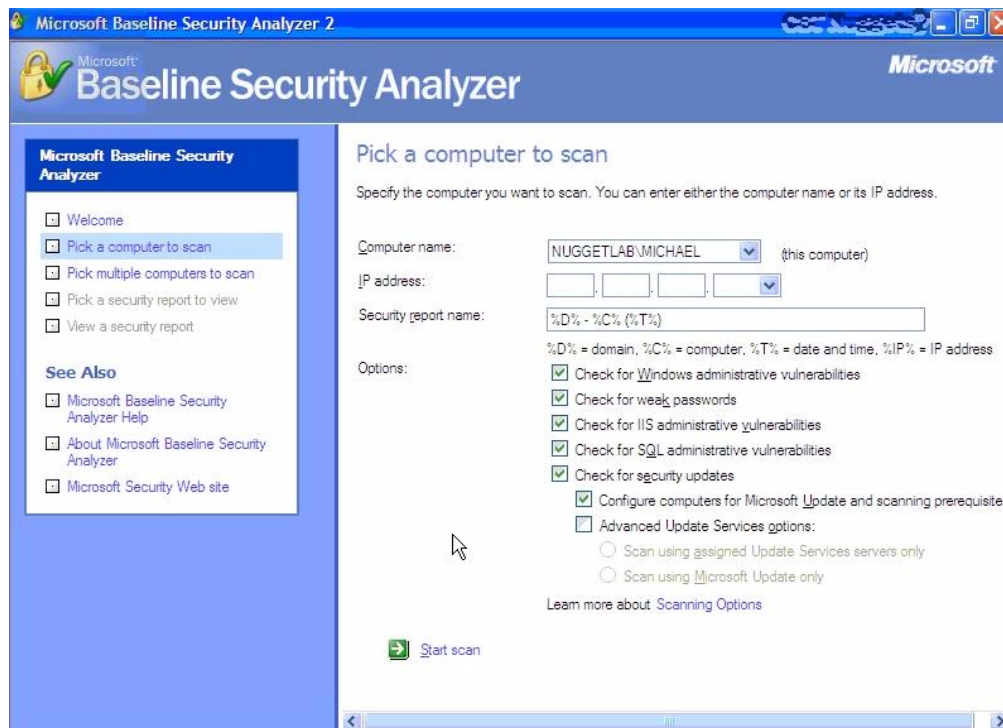 Microsoft Baseline Security Analyzer 2
Microsoft
Baseline Security Analyzer
Microsoft
Microsoft Baseline Security
Analyzer
Welcome
Pick a computer to scan
Pick multiple computers to scan
Pick a security report to view
View a security report
See Also
Microsoft Baseline Security
Analyzer Help
About Microsoft Baseline Security
Analyzer
Microsoft Security Web site
Pick a computer to scan
Specify the computer you want to scan. You can enter either the computer name or its IP address.
Computer name: NUGGETLAB\MICHAEL (this computer)
IP address:
Security report name: %D% - %C% (%T%)
%D% = domain, %C% = computer, %T% = date and time, %IP% = IP address
Options:
Check for Windows administrative vulnerabilities
Check for weak passwords
Check for IIS administrative vulnerabilities
Check for SQL administrative vulnerabilities
Check for security updates
Configure computers for Microsoft Update and scanning prerequisite
Advanced Update Services options:
Scan using assigned Update Services servers only
Scan using Microsoft Update only
Learn more about Scanning Options
Start scan